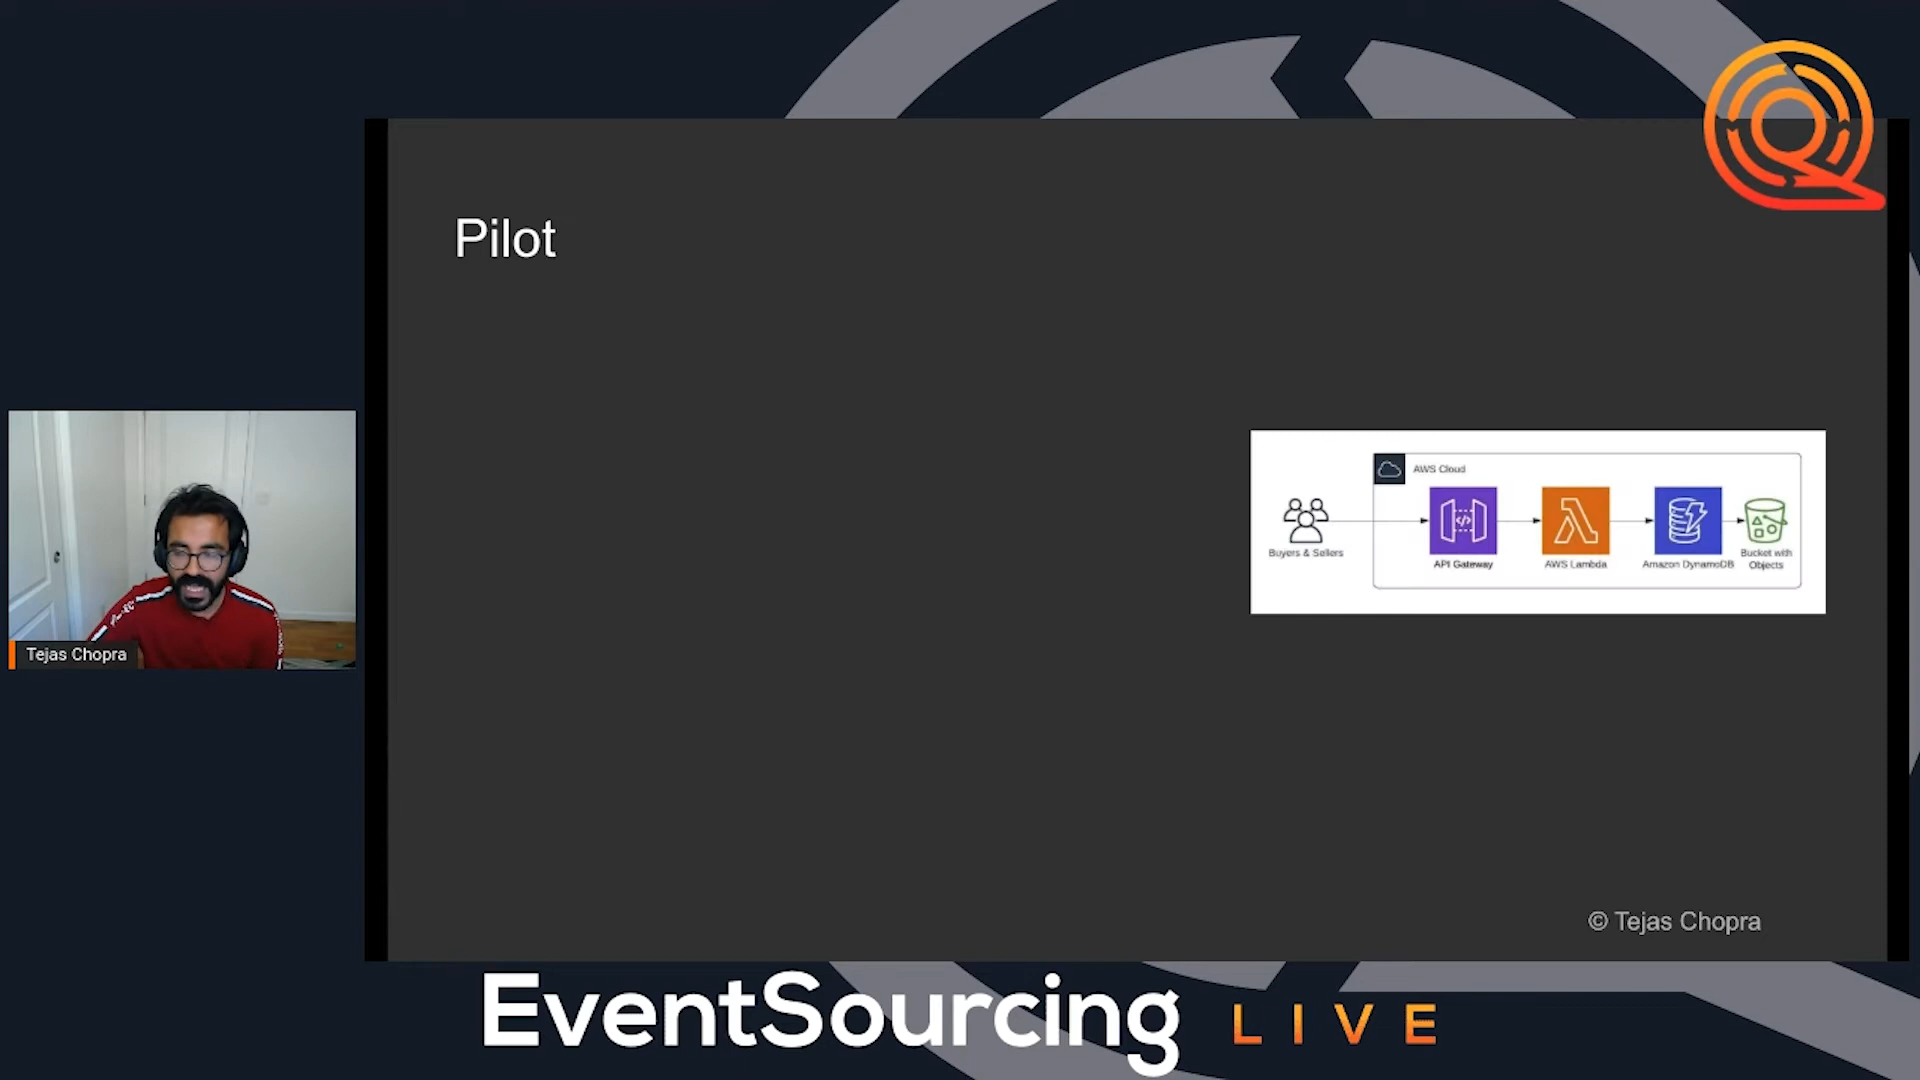 Pilot
AWS Cloud
Buyers & Sellers
API Gateway
AWS Lambda
Amazon DynamoDB
Bucket with
Objects
Tejas Chopra
© Tejas Chopra
EventSourcing LIVE